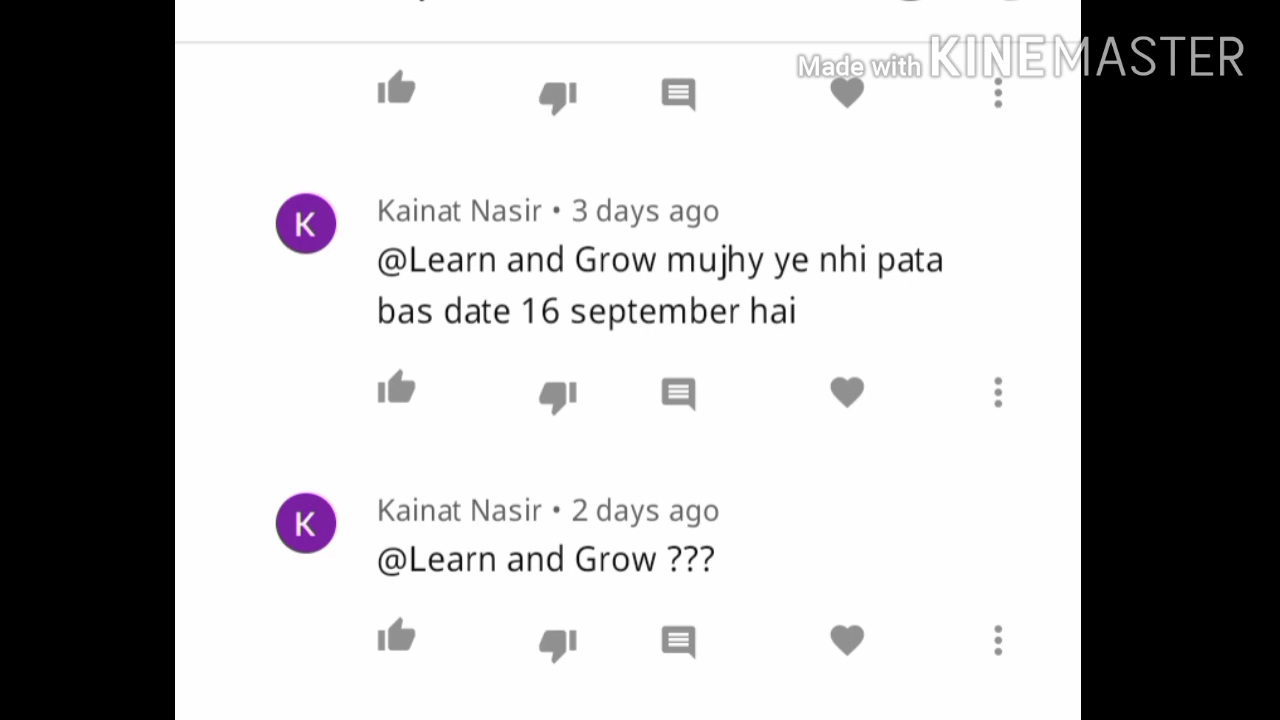 Made with KINEMASTER
K
Kainat Nasir • 3 days ago
@Learn and Grow mujhy ye nhi pata
bas date 16 september hai
K
Kainat Nasir • 2 days ago
@Learn and Grow ???